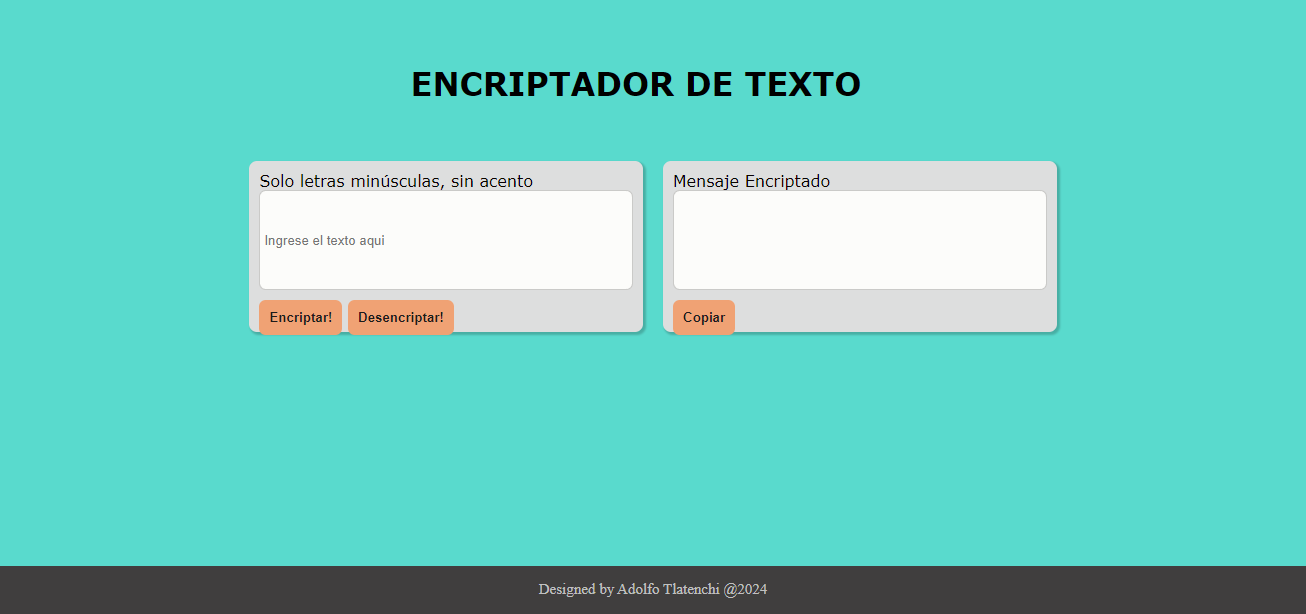 ENCRIPTADOR DE TEXTO
Solo letras minúsculas, sin acento
Ingrese el texto aqui
Encriptar! Desencriptar!
Mensaje Encriptado
Copiar
Designed by Adolfo Tlatenchi @2024